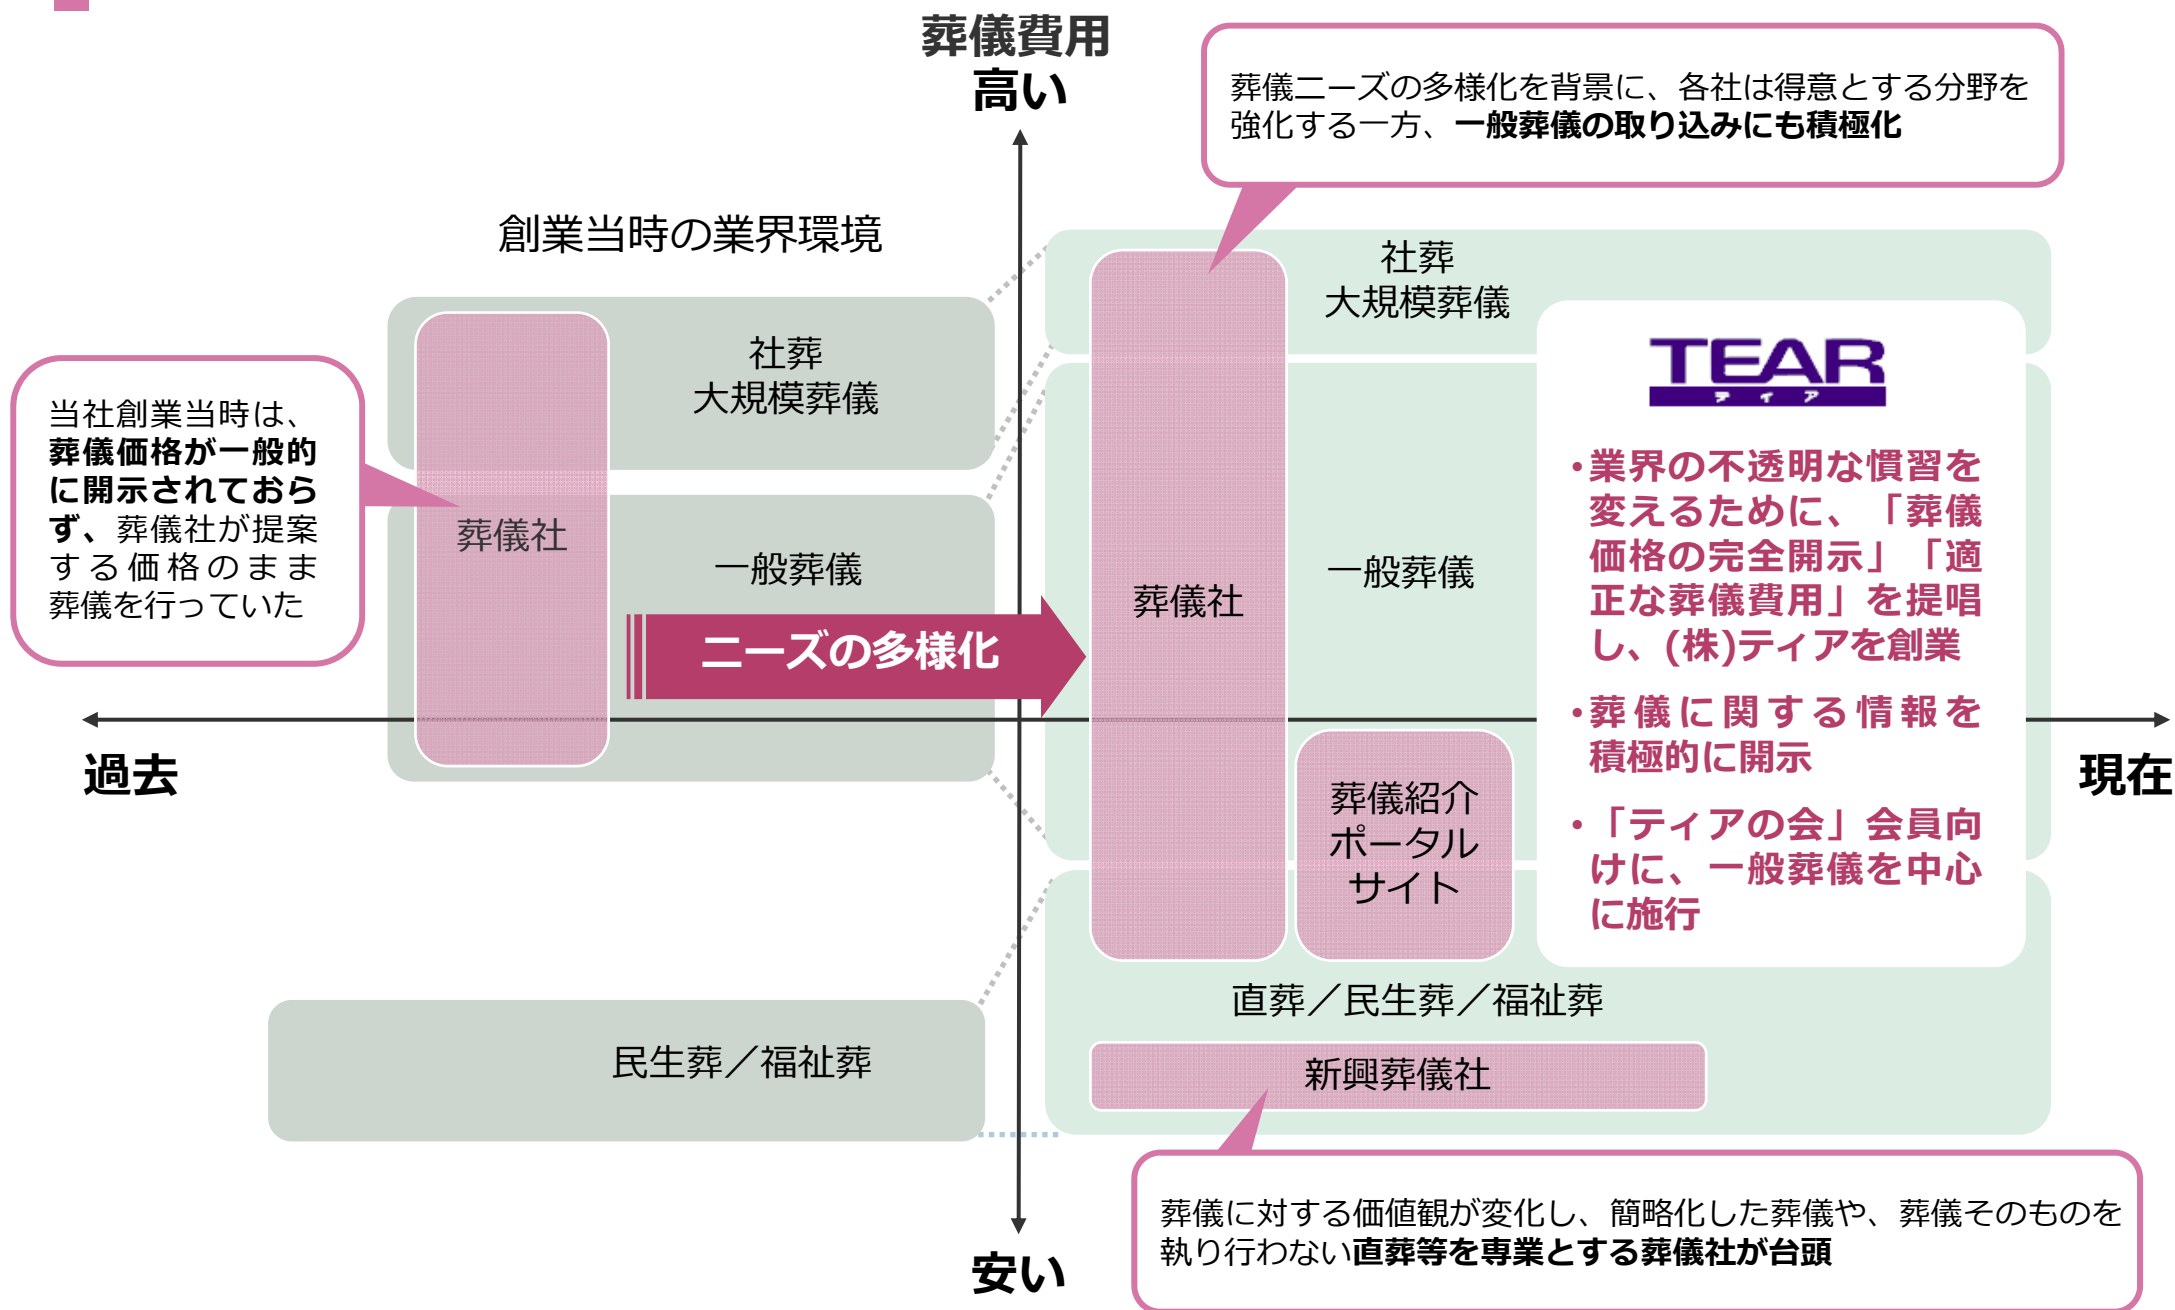 葬儀費用
高い
葬儀ニーズの多様化を背景に、各社は得意とする分野を
強化する一方、一般葬儀の取り込みにも積極化
創業当時の業界環境
社葬
大規模葬儀
葬儀社
一般葬儀
当社創業当時は、
葬儀価格が一般的
に開示されておら
ず、葬儀社が提案
する価格のまま
葬儀を行っていた
ニーズの多様化
過去
民生葬／福祉葬
社葬
大規模葬儀
葬儀社
一般葬儀
葬儀紹介
ポータル
サイト
TEAR
ティア
・業界の不透明な慣習を
変えるために、「葬儀
価格の完全開示」「適
正な葬儀費用」を提唱
し、(株)ティアを創業
・葬儀に関する情報を
積極的に開示
・「ティアの会」会員向
けに、一般葬儀を中心
に施行
現在
直葬／民生葬／福祉葬
新興葬儀社
葬儀に対する価値観が変化し、簡略化した葬儀や、葬儀そのものを
執り行わない直葬等を専業とする葬儀社が台頭
安い